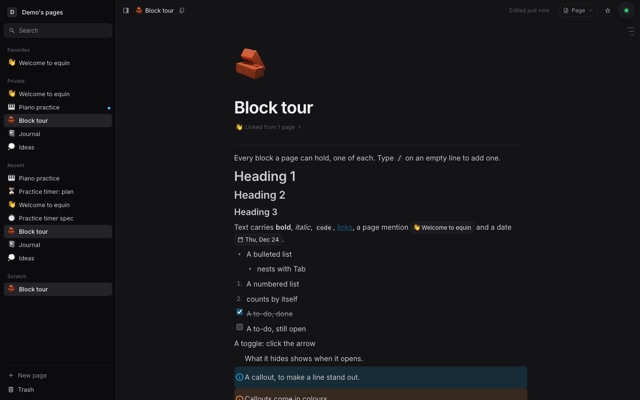 D Demo's pages
Search
Favorites
Welcome to equin
Private
Welcome to equin
Piano practice
Block tour
Journal
Ideas
Recent
Piano practice
Practice timer: plan
Welcome to equin
Practice timer spec
Block tour
Journal
Ideas
Scratch
Block tour
New page
Trash
Block tour
Edited just now
Page
Block tour
Linked from 1 page
Every block a page can hold, one of each. Type / on an empty line to add one.
Heading 1
Heading 2
Heading 3
Text carries bold, italic, code, links, a page mention Welcome to equin and a date
Thu, Dec 24.
• A bulleted list
• nests with Tab
1. A numbered list
2. counts by itself
A to-do, done
A to-do, still open
A toggle: click the arrow
What it hides shows when it opens.
A callout, to make a line stand out.
Callouts come in colours